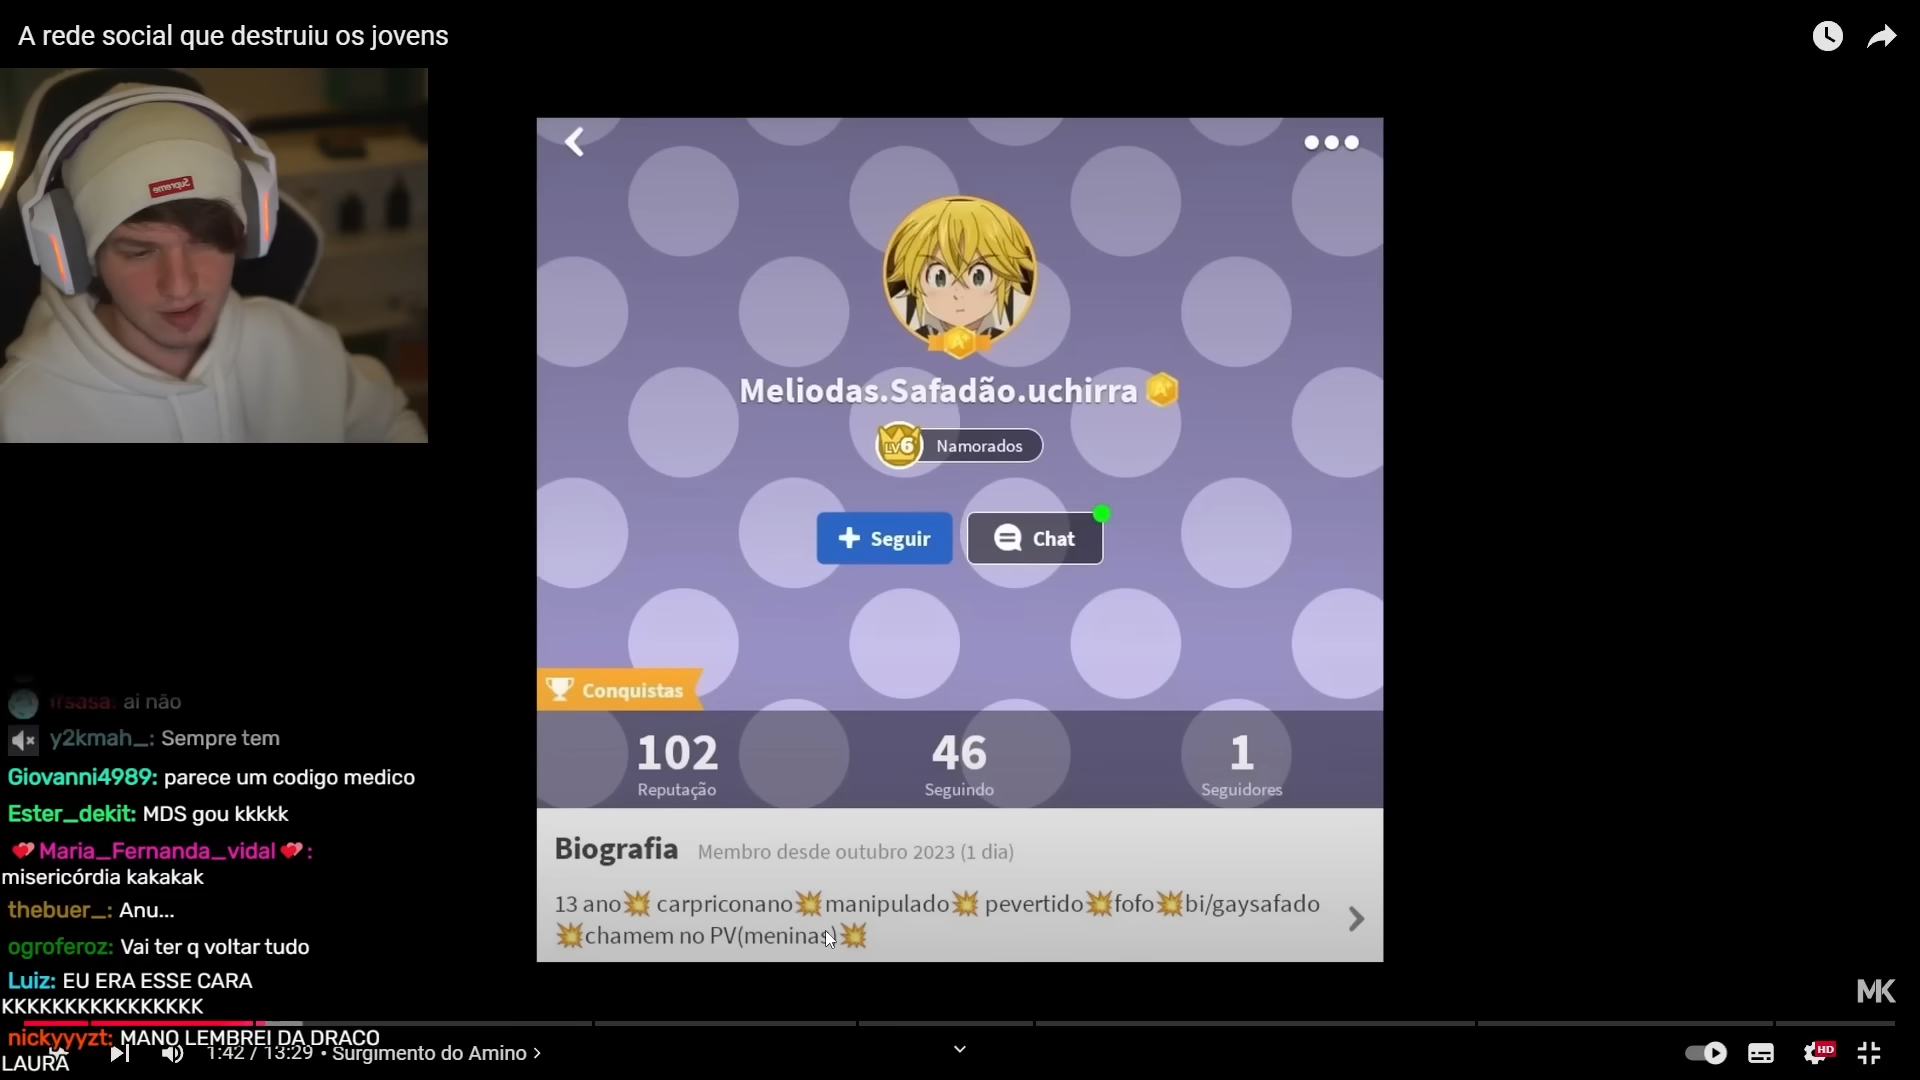 A rede social que destruiu os jovens
Supreme
Meliodas.Safadão.uchirra
A+
LV6 Namorados
Seguir
Chat
Conquistas
102
Reputação
46
Seguindo
1
Seguidores
Biografia Membro desde outubro 2023 (1 dia)
13 ano💥 carpriconano💥manipulado💥 pevertido💥fofo💥bi/gaysafado
💥chamem no PV(meninas)💥
ai não
y2kmah_: Sempre tem
Giovanni4989: parece um codigo medico
Ester_dekit: MDS gou kkkkk
💕Maria_Fernanda_vidal💕:
misericórdia kakakak
thebuer_: Anu...
ogroferoz: Vai ter q voltar tudo
Luiz: EU ERA ESSE CARA
KKKKKKKKKKKKKKKK
nickyyyzt: MANO LEMBREI DA DRACO
LAURA
1:42 / 13:29 • Surgimento do Amino
MK
HD